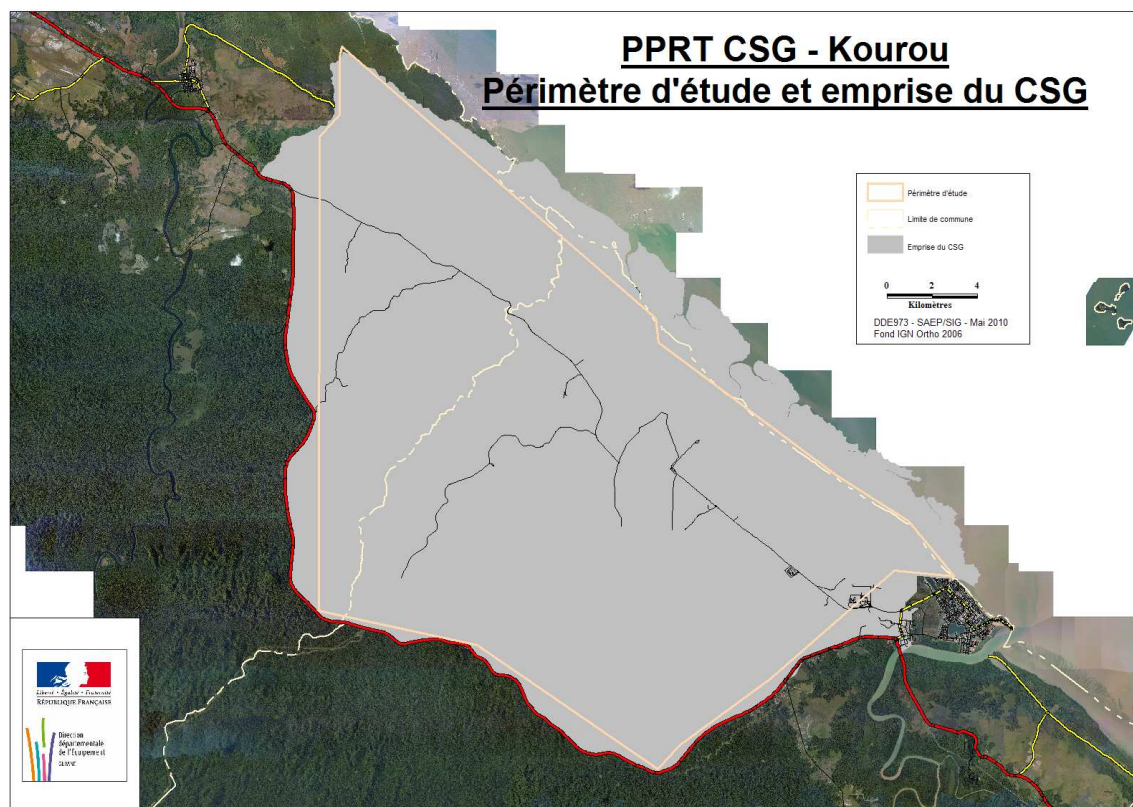 PPRT CSG - Kourou
Périmètre d'étude et emprise du CSG
Périmètre d'étude
Limite de commune
Emprise du CSG
0 2 4
Kilomètres
DDE973 - SAEP/SIG - Mai 2010
Fond IGN Ortho 2006
Liberté • Égalité • Fraternité
RÉPUBLIQUE FRANÇAISE
Direction
départementale
de l'Équipement
GUYANE